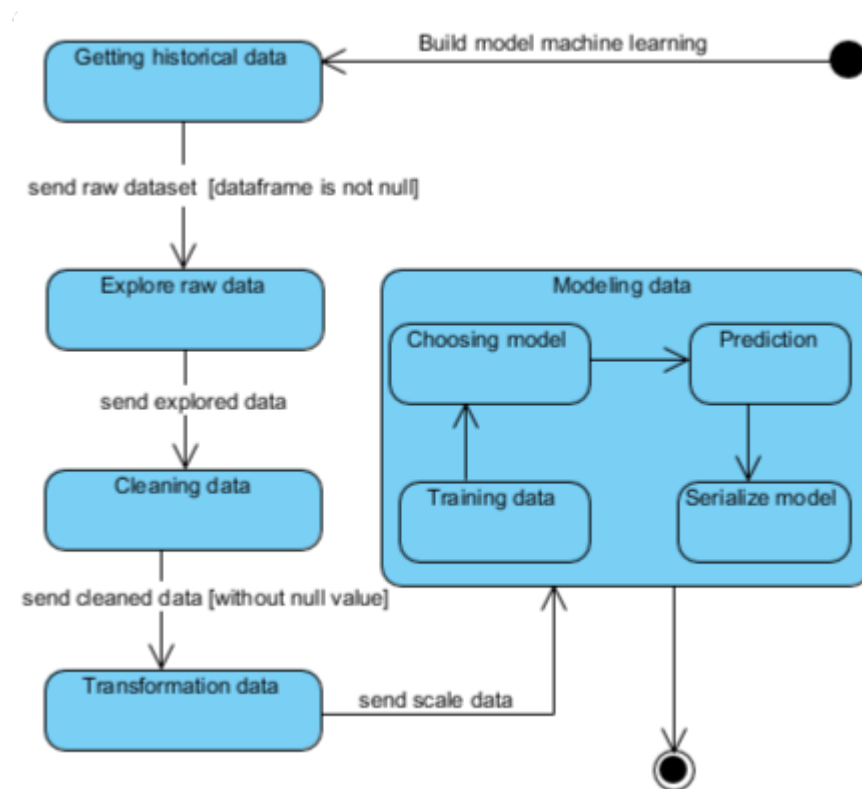 Build model machine learning
Getting historical data
send raw dataset [dataframe is not null]
Explore raw data
send explored data
Cleaning data
send cleaned data [without null value]
Transformation data
send scale data
Modeling data
Choosing model
Prediction
Training data
Serialize model